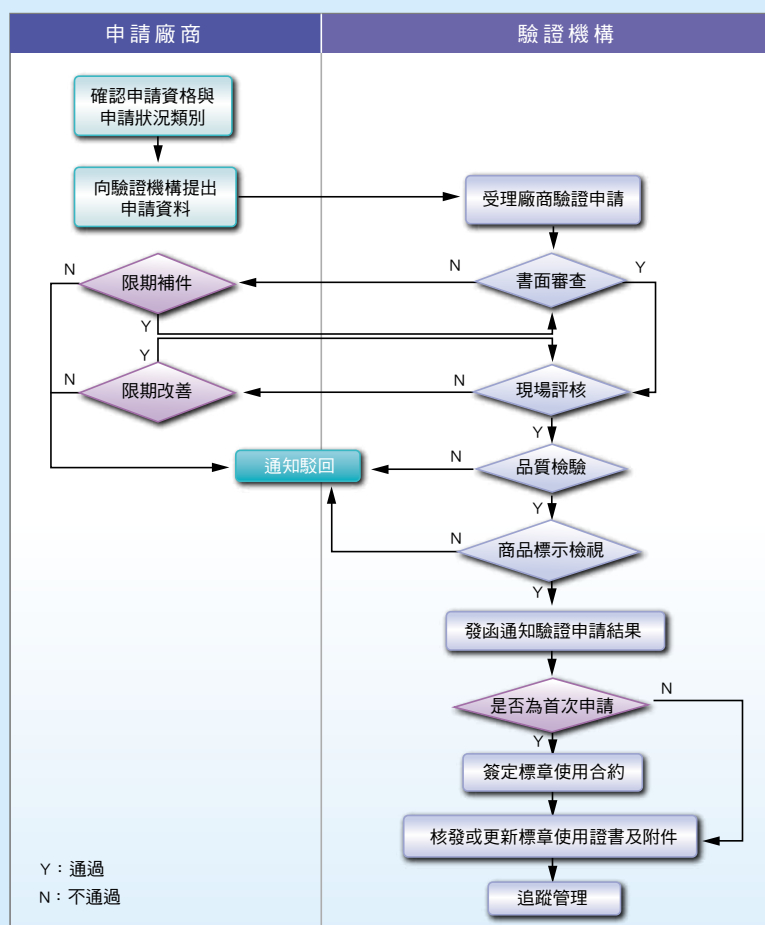 申請廠商
驗證機構
確認申請資格與
申請狀況類別
向驗證機構提出
申請資料
受理廠商驗證申請
N
限期補件
N
書面審查
Y
Y
Y
N
限期改善
N
現場評核
Y
通知駁回
N
品質檢驗
Y
N
商品標示檢視
Y
發函通知驗證申請結果
是否為首次申請
N
Y
簽定標章使用合約
核發或更新標章使用證書及附件
Y：通過
N：不通過
追蹤管理